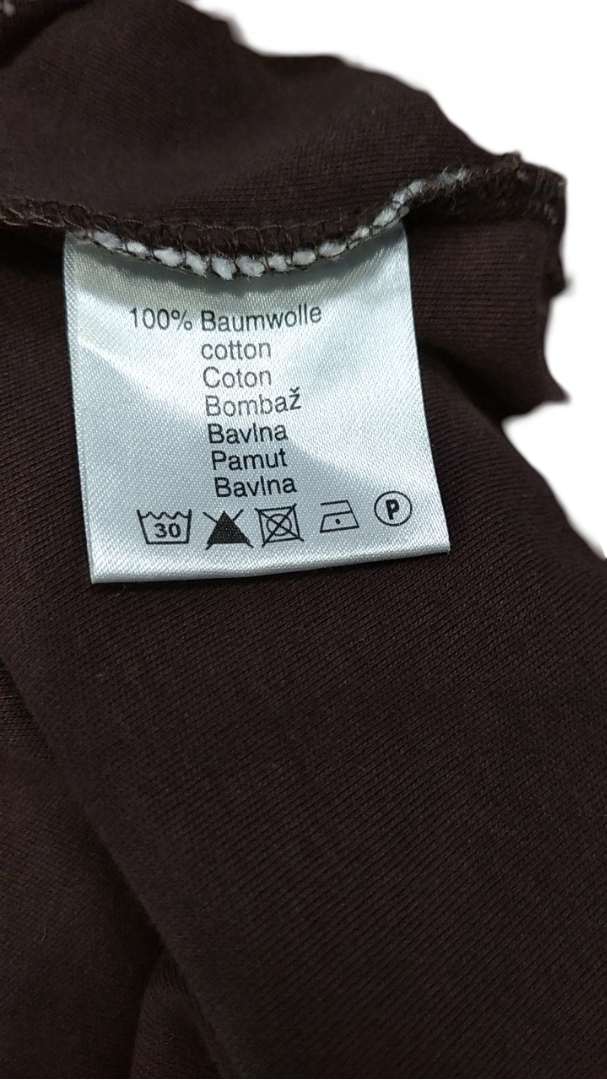 100% Baumwolle
cotton
Coton
Bombaž
Bavlna
Pamut
Bavlna
30 P